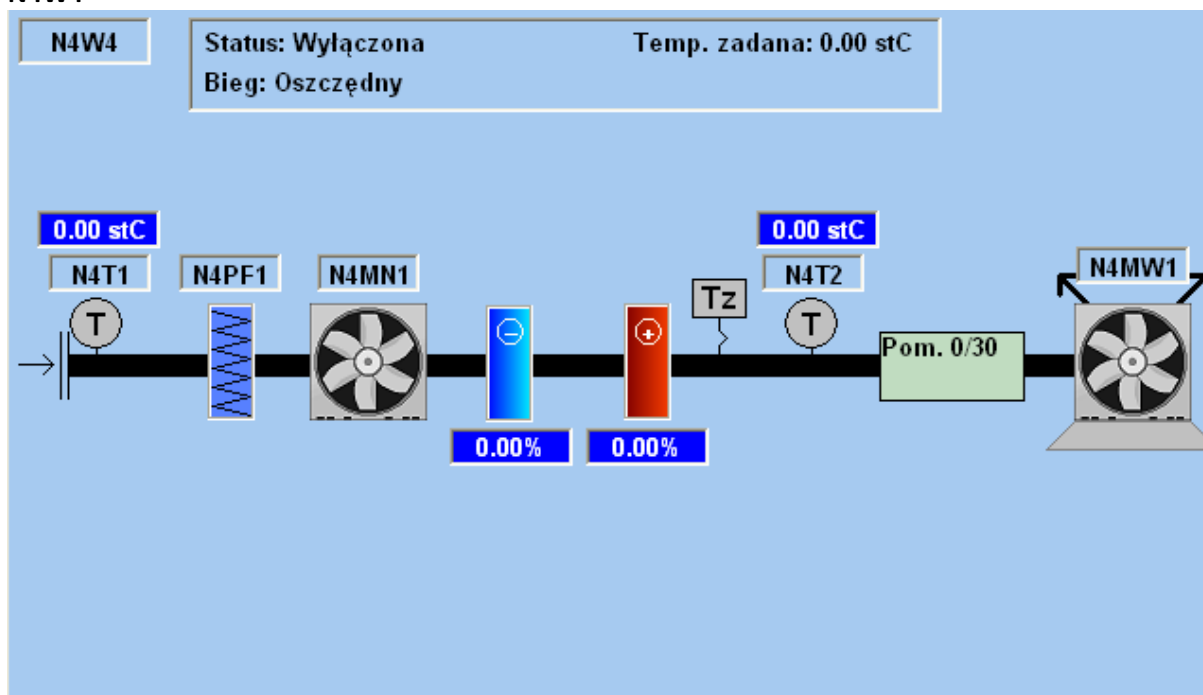 N4W4
Status: Wyłączona
Temp. zadana: 0.00 stC
Bieg: Oszczędny
0.00 stC
0.00 stC
N4T1
N4PF1
N4MN1
N4T2
N4MW1
T
Tz
T
Pom. 0/30
0.00%
0.00%